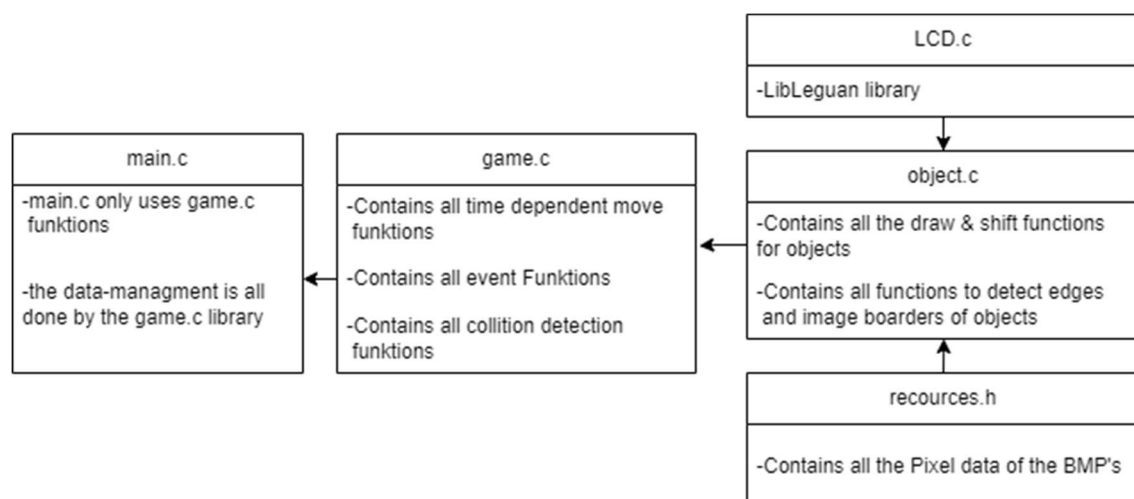 LCD.c
-LibLeguan library
main.c
-main.c only uses game.c
funktions
-the data-managment is all
done by the game.c library
game.c
-Contains all time dependent move
funktions
-Contains all event Funktions
-Contains all collition detection
funktions
object.c
-Contains all the draw & shift functions
for objects
-Contains all functions to detect edges
and image boarders of objects
recources.h
-Contains all the Pixel data of the BMP's